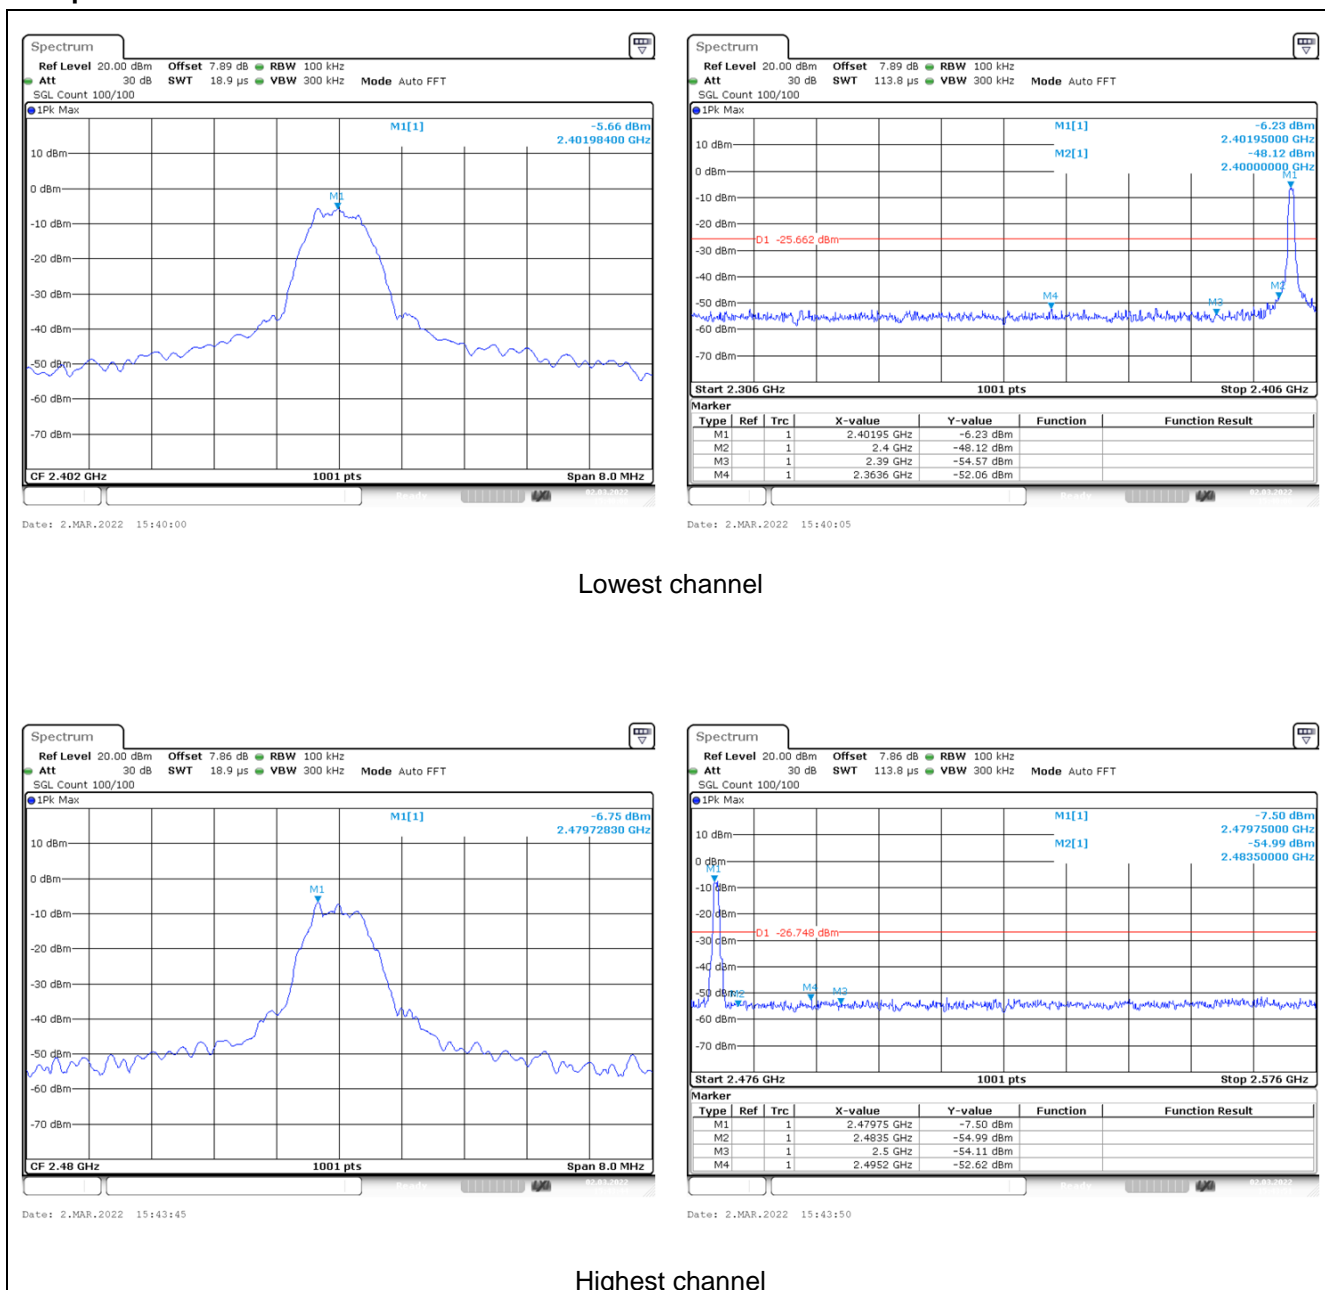 Spectrum
Ref Level 20.00 dBm Offset 7.89 dB RBW 100 kHz
Att 30 dB SWT 18.9 µs VBW 300 kHz Mode Auto FFT
SGL Count 100/100
1Pk Max
M1[1] -5.66 dBm
2.40198400 GHz
10 dBm
0 dBm
M1
-10 dBm
-20 dBm
-30 dBm
-40 dBm
-50 dBm
-60 dBm
-70 dBm
CF 2.402 GHz 1001 pts Span 8.0 MHz
Ready 02.03.2022
Date: 2.MAR.2022 15:40:00
Spectrum
Ref Level 20.00 dBm Offset 7.89 dB RBW 100 kHz
Att 30 dB SWT 113.8 µs VBW 300 kHz Mode Auto FFT
SGL Count 100/100
1Pk Max
M1[1] -6.23 dBm
2.40195000 GHz
10 dBm
M2[1] -48.12 dBm
2.40000000 GHz
0 dBm
M1
-10 dBm
-20 dBm
D1 -25.662 dBm
-30 dBm
-40 dBm
M2
M4
M3
-50 dBm
-60 dBm
-70 dBm
Start 2.306 GHz 1001 pts Stop 2.406 GHz
Marker
Type Ref Trc X-value Y-value Function Function Result
M1 1 2.40195 GHz -6.23 dBm
M2 1 2.4 GHz -48.12 dBm
M3 1 2.39 GHz -54.57 dBm
M4 1 2.3636 GHz -52.06 dBm
Ready 02.03.2022
Date: 2.MAR.2022 15:40:05
Lowest channel
Spectrum
Ref Level 20.00 dBm Offset 7.86 dB RBW 100 kHz
Att 30 dB SWT 18.9 µs VBW 300 kHz Mode Auto FFT
SGL Count 100/100
1Pk Max
M1[1] -6.75 dBm
2.47972830 GHz
10 dBm
0 dBm
M1
-10 dBm
-20 dBm
-30 dBm
-40 dBm
-50 dBm
-60 dBm
-70 dBm
CF 2.48 GHz 1001 pts Span 8.0 MHz
Ready 02.03.2022
Date: 2.MAR.2022 15:43:45
Spectrum
Ref Level 20.00 dBm Offset 7.86 dB RBW 100 kHz
Att 30 dB SWT 113.8 µs VBW 300 kHz Mode Auto FFT
SGL Count 100/100
1Pk Max
M1[1] -7.50 dBm
2.47975000 GHz
10 dBm
M2[1] -54.99 dBm
2.48350000 GHz
0 dBm
M1
-10 dBm
-20 dBm
D1 -26.748 dBm
-30 dBm
-40 dBm
-50 dBm
M2 M4 M3
-60 dBm
-70 dBm
Start 2.476 GHz 1001 pts Stop 2.576 GHz
Marker
Type Ref Trc X-value Y-value Function Function Result
M1 1 2.47975 GHz -7.50 dBm
M2 1 2.4835 GHz -54.99 dBm
M3 1 2.5 GHz -54.11 dBm
M4 1 2.4952 GHz -52.62 dBm
Ready 02.03.2022
Date: 2.MAR.2022 15:43:50
Highest channel